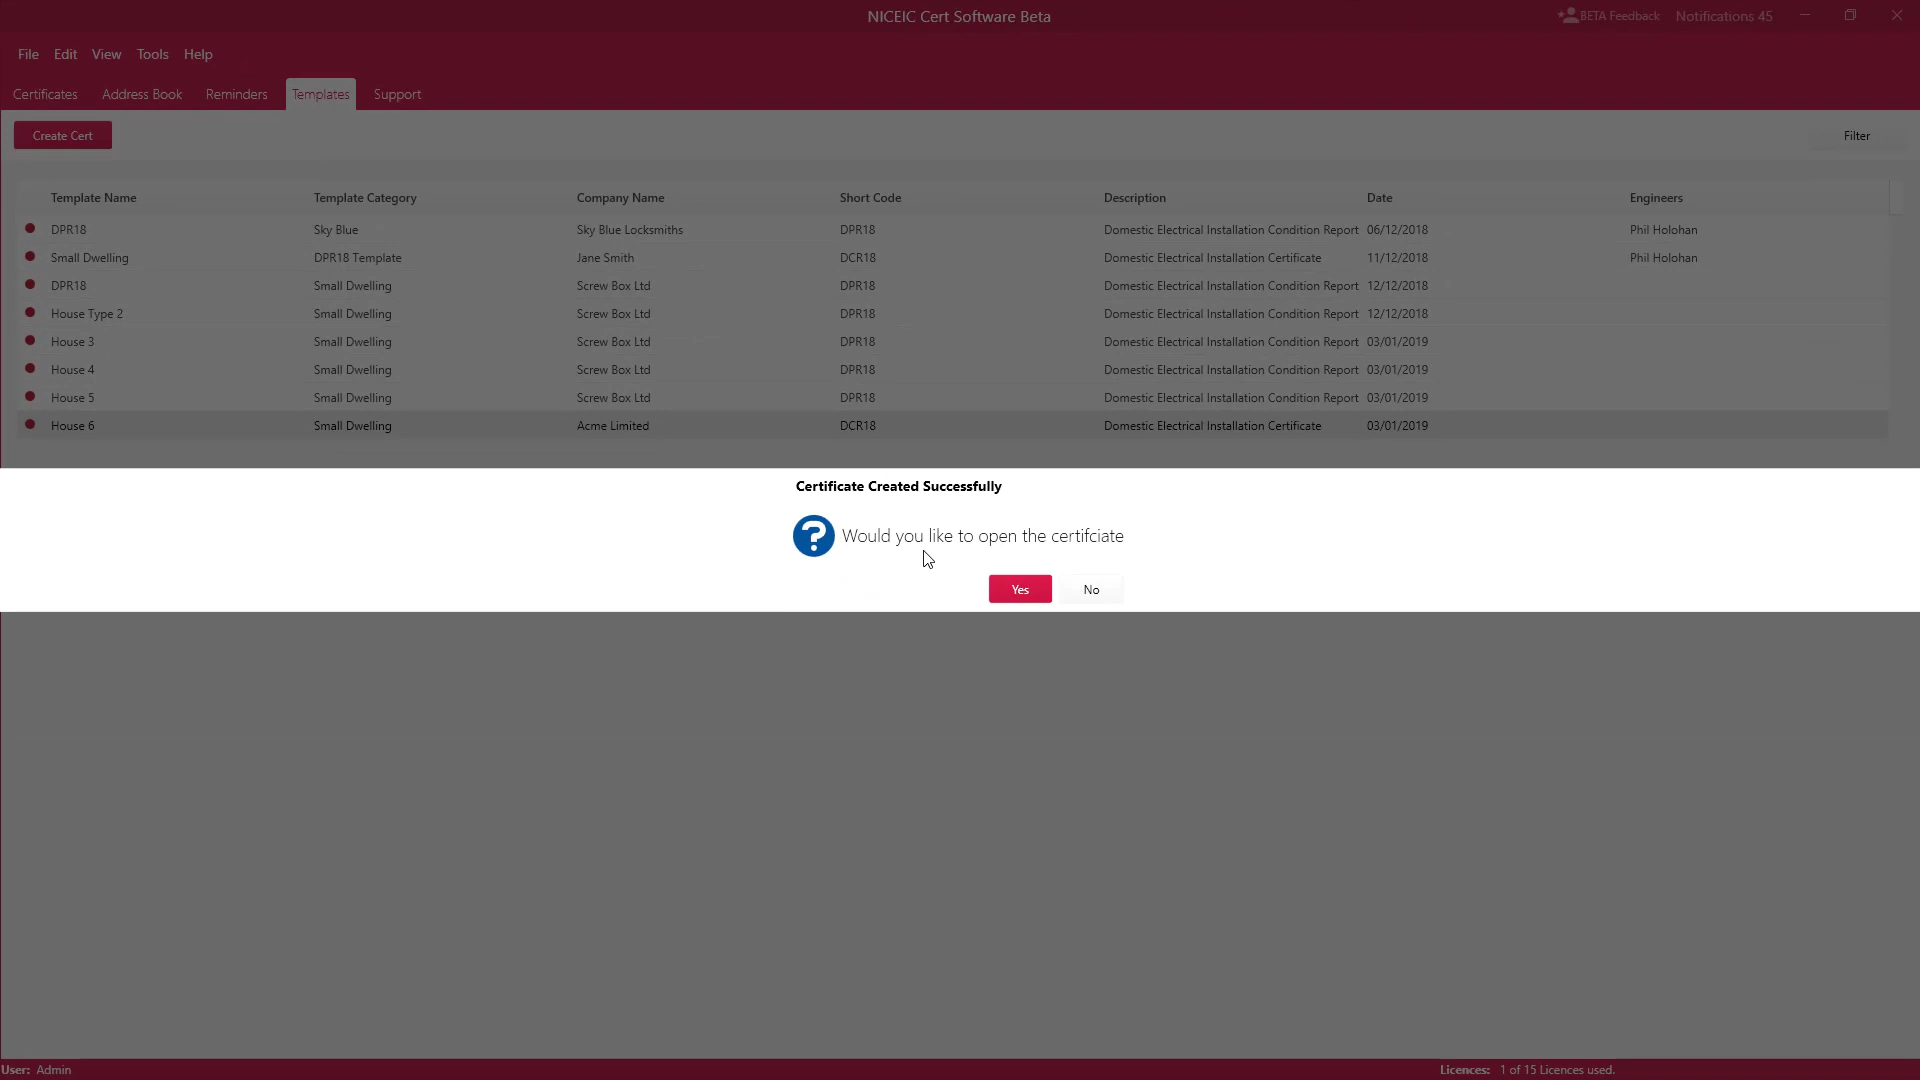 NICEIC Cert Software Beta
BETA Feedback Notifications 45
File Edit View Tools Help
Certificates Address Book Reminders Templates Support
Create Cert Filter
Template Name Template Category Company Name Short Code Description Date Engineers
DPR18 Sky Blue Sky Blue Locksmiths DPR18 Domestic Electrical Installation Condition Report 06/12/2018 Phil Holohan
Small Dwelling DPR18 Template Jane Smith DCR18 Domestic Electrical Installation Certificate 11/12/2018 Phil Holohan
DPR18 Small Dwelling Screw Box Ltd DPR18 Domestic Electrical Installation Condition Report 12/12/2018
House Type 2 Small Dwelling Screw Box Ltd DPR18 Domestic Electrical Installation Condition Report 12/12/2018
House 3 Small Dwelling Screw Box Ltd DPR18 Domestic Electrical Installation Condition Report 03/01/2019
House 4 Small Dwelling Screw Box Ltd DPR18 Domestic Electrical Installation Condition Report 03/01/2019
House 5 Small Dwelling Screw Box Ltd DPR18 Domestic Electrical Installation Condition Report 03/01/2019
House 6 Small Dwelling Acme Limited DCR18 Domestic Electrical Installation Certificate 03/01/2019
Certificate Created Successfully
Would you like to open the certifciate
Yes No
User: Admin Licences: 1 of 15 Licences used.